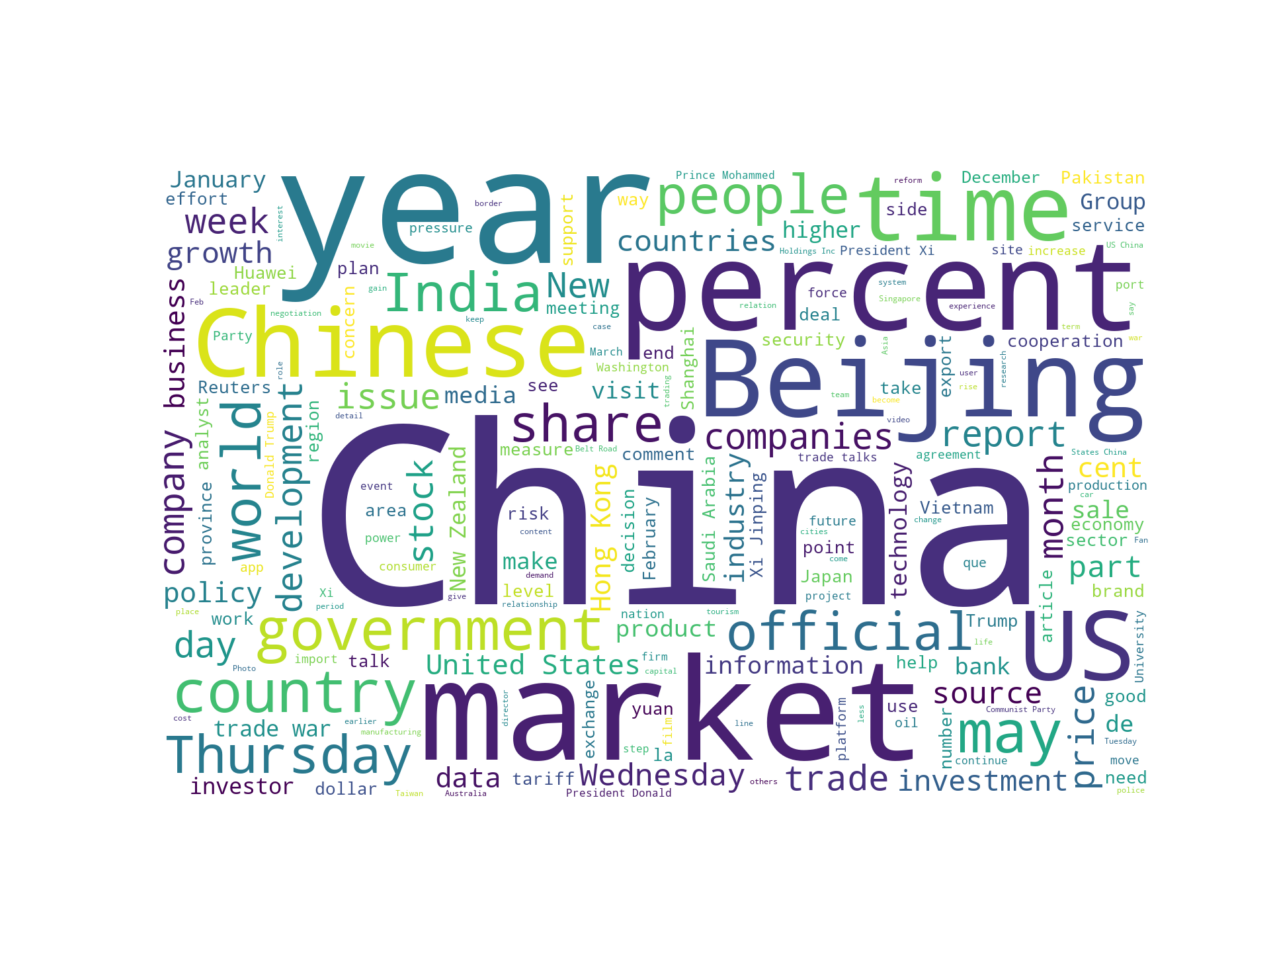 January
effort
year
border
pressure
interest
movie
gain
support
way
Prince Mohammed
people
countries
higher
time
reform
side
December
Pakistan
Group
service
week
growth
Huawei
leader
plan
India
New
meeting
Holdings Inc
President Xi
site
increase
US China
port
say
business
Feb
negotiation
Party
Chinese
concern
keep
case
March
percent
relation
force
deal
system
Singapore
experience
term
war
Washington
end
security
Shanghai
trading
Asia
Beijing
export
cooperation
user
rise
research
Reuters
role
issue
media
see
visit
take
become
team
video
company
analyst
province
world
Donald Trump
development
region
detail
share
measure
Belt Road
comment
companies
trade talks
agreement
report
States China
cent
production
car
month
sale
economy
sector
Fan
app
event
area
power
consumer
stock
New Zealand
China
risk
content
make
demand
level
give
relationship
Hong Kong
decision
February
Saudi Arabia
industry
Xi Jinping
future
cities
point
come
Japan
project
technology
Vietnam
change
que
part
brand
article
policy
place
work
Xi
period
day
government
import
talk
Photo
nation
tourism
product
official
Trump
life
US
University
United States
firm
capital
information
help
bank
country
cost
trade war
earlier
manufacturing
market
director
exchange
yuan
film
step
la
line
platform
use
less
oil
source
Communist Party
number
may
continue
price
good
de
Tuesday
move
need
police
Thursday
investor
dollar
Taiwan
data
Australia
tariff
Wednesday
President Donald
others
trade
investment